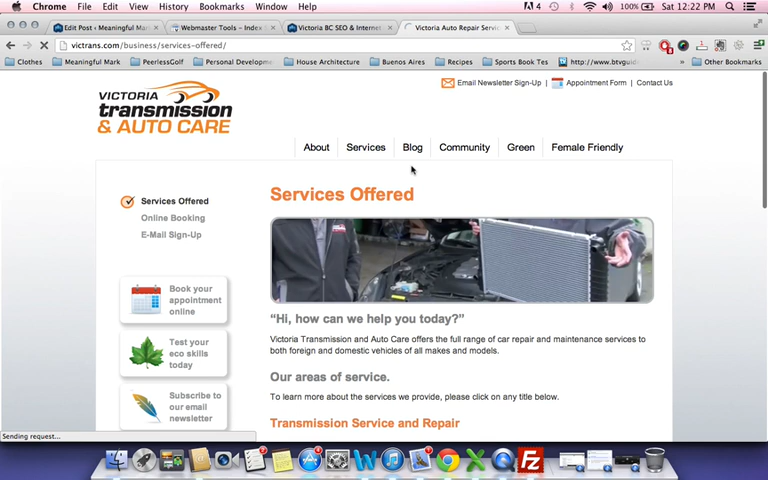 Chrome File Edit View History Bookmarks Window Help
4 100% Sat 12:22 PM
Edit Post ‹ Meaningful Mar
Webmaster Tools - Index S
Victoria BC SEO & Internet
Victoria Auto Repair Servic
victrans.com/business/services-offered/
Clothes Meaningful Mark PeerlessGolf Personal Developme House Architecture Buenos Aires Recipes Sports Book Tes http://www.btvguide » Other Bookmarks
VICTORIA
transmission
& AUTO CARE
Email Newsletter Sign-Up | Appointment Form | Contact Us
About Services Blog Community Green Female Friendly
Services Offered
Online Booking
E-Mail Sign-Up
Book your
appointment
online
Test your
eco skills
today
Subscribe to
our email
newsletter
Services Offered
“Hi, how can we help you today?”
Victoria Transmission and Auto Care offers the full range of car repair and maintenance services to
both foreign and domestic vehicles of all makes and models.
Our areas of service.
To learn more about the services we provide, please click on any title below.
Transmission Service and Repair
Sending request...